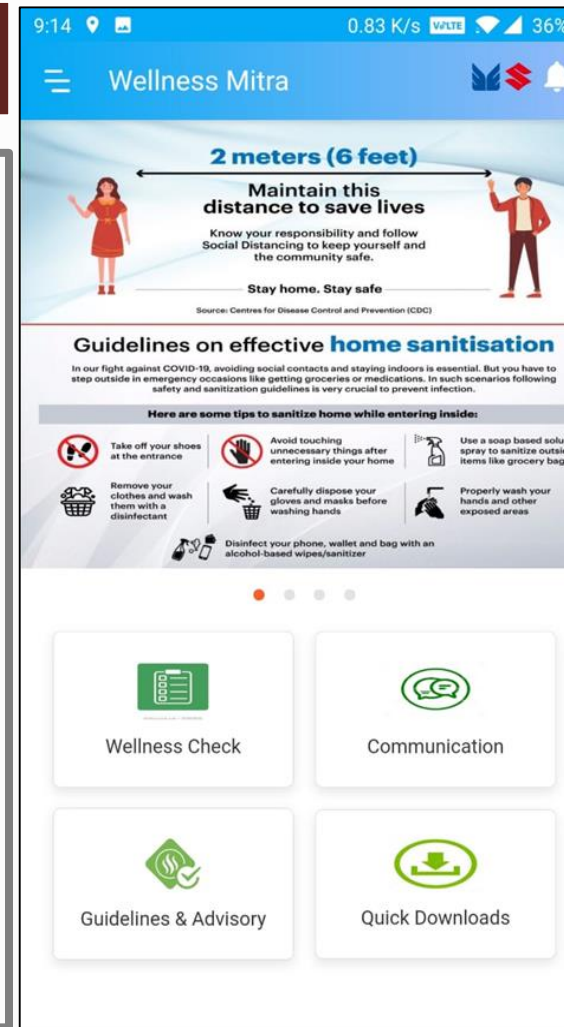 9:14
0.83 K/s VoLTE 36%
Wellness Mitra
2 meters (6 feet)
Maintain this
distance to save lives
Know your responsibility and follow
Social Distancing to keep yourself and
the community safe.
Stay home. Stay safe
Source: Centres for Disease Control and Prevention (CDC)
Guidelines on effective home sanitisation
In our fight against COVID-19, avoiding social contacts and staying indoors is essential. But you have to
step outside in emergency occasions like getting groceries or medications. In such scenarios following
safety and sanitization guidelines is very crucial to prevent infection.
Here are some tips to sanitize home while entering inside:
Take off your shoes
at the entrance
Avoid touching
unnecessary things after
entering inside your home
Use a soap based solu
spray to sanitize outsid
items like grocery bag
Remove your
clothes and wash
them with a
disinfectant
Carefully dispose your
gloves and masks before
washing hands
Properly wash your
hands and other
exposed areas
Disinfect your phone, wallet and bag with an
alcohol-based wipes/sanitizer
Wellness Check
Communication
Guidelines & Advisory
Quick Downloads